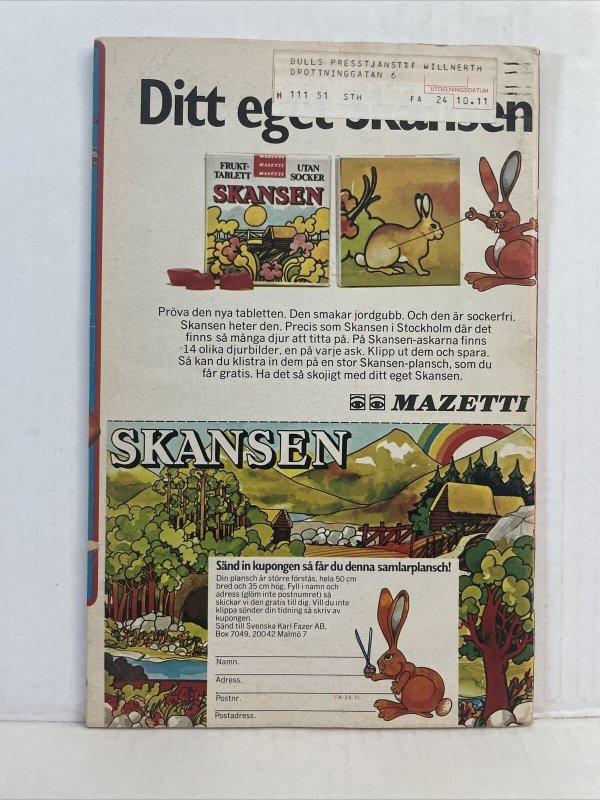 BULLS PRESSTJANST%F WILLNERTH
DROTTNINGGATAN 6
UTDELNINGSDATUM
M 111 51 STH FA 24 10.11
Ditt eget Skansen
MAZETTI
MAZETTI
MAZETTI
FRUKT-
TABLETT
UTAN
SOCKER
SKANSEN
Pröva den nya tabletten. Den smakar jordgubb. Och den är sockerfri.
Skansen heter den. Precis som Skansen i Stockholm där det
finns så många djur att titta på. På Skansen-askarna finns
14 olika djurbilder, en på varje ask. Klipp ut dem och spara.
Så kan du klistra in dem på en stor Skansen-plansch, som du
får gratis. Ha det så skojigt med ditt eget Skansen.
MAZETTI
SKANSEN
Sänd in kupongen så får du denna samlarplansch!
Din plansch är större förstås, hela 50 cm
bred och 35 cm hög. Fyll i namn och
adress (glöm inte postnumret) så
skickar vi den gratis till dig. Vill du inte
klippa sönder din tidning så skriv av
kupongen.
Sänd till Svenska Karl Fazer AB,
Box 7049, 200 42 Malmö 7
Namn.
Adress.
Postnr.
FA 24-75
Postadress.